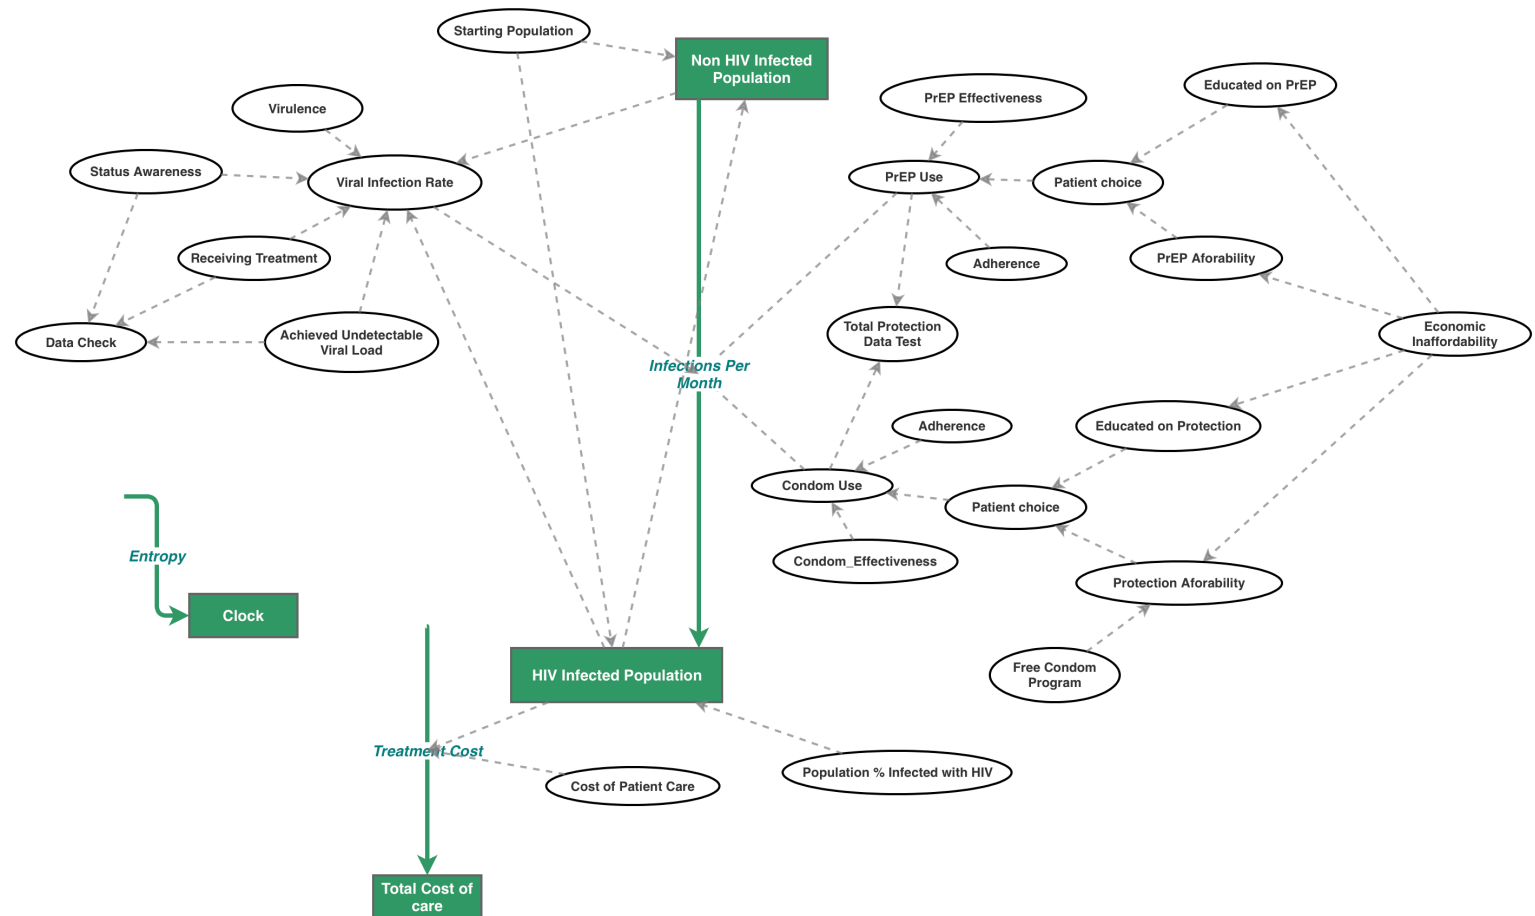 Starting Population
Non HIV Infected
Population
Virulence
PrEP Effectiveness
Educated on PrEP
Status Awareness
Viral Infection Rate
PrEP Use
Patient choice
Receiving Treatment
Adherence
PrEP Aforability
Data Check
Achieved Undetectable
Viral Load
Total Protection
Data Test
Economic
Inaffordability
Infections Per
Month
Adherence
Educated on Protection
Condom Use
Patient choice
Entropy
Condom_Effectiveness
Protection Aforability
Clock
HIV Infected Population
Free Condom
Program
Treatment Cost
Cost of Patient Care
Population % Infected with HIV
Total Cost of
care